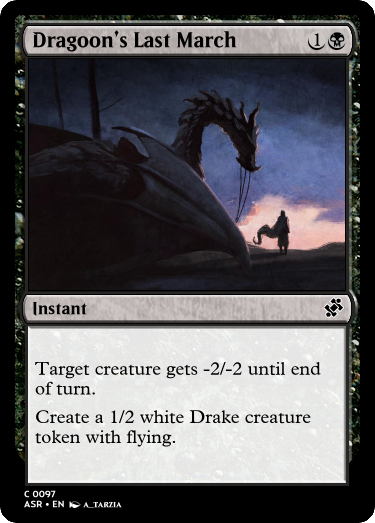 Dragoon's Last March 1
Instant
Target creature gets -2/-2 until end
of turn.
Create a 1/2 white Drake creature
token with flying.
C 0097
ASR • EN A_TARZIA